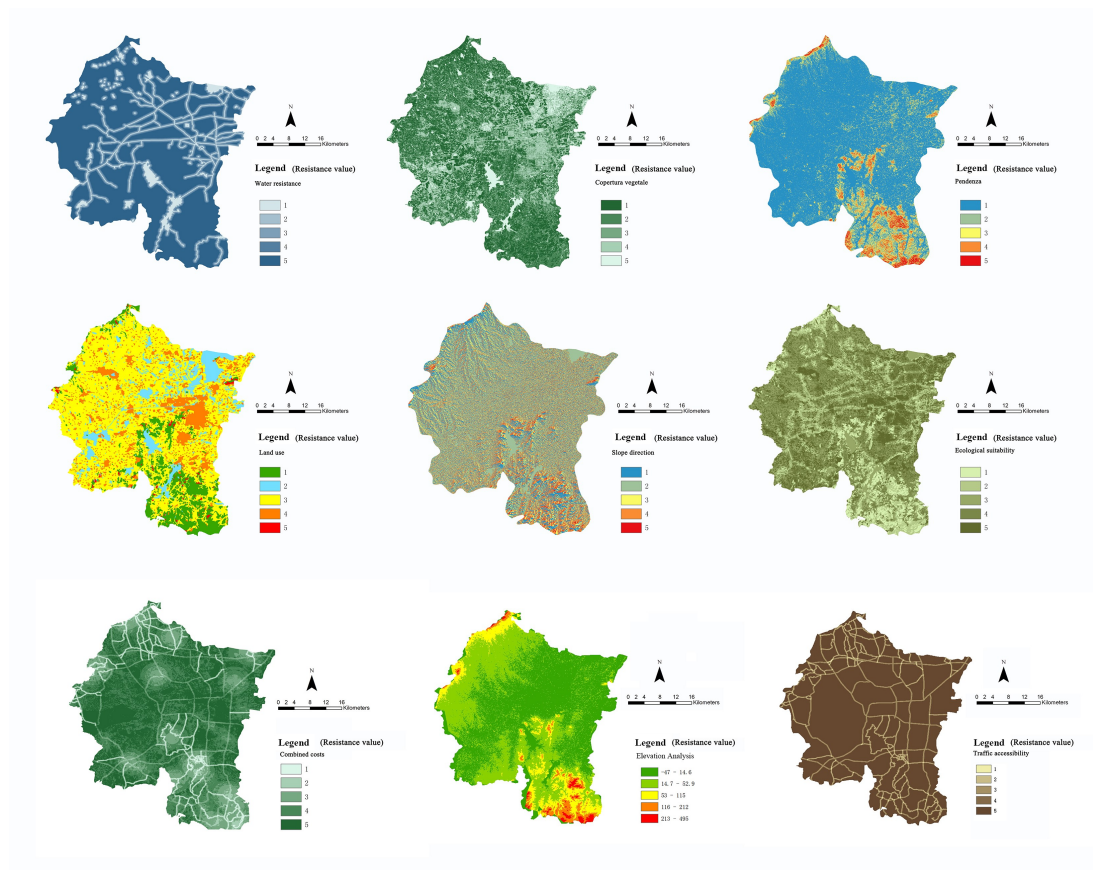 N
0 2 4 8 12 16
Kilometers
Legend (Resistance value)
Water resistance
1
2
3
4
5
N
0 2 4 8 12 16
Kilometers
Legend (Resistance value)
Copertura vegetale
1
2
3
4
5
N
0 2 4 8 12 16
Kilometers
Legend (Resistance value)
Pendenza
1
2
3
4
5
N
0 2 4 8 12 16
Kilometers
Legend (Resistance value)
Land use
1
2
3
4
5
N
0 2 4 8 12 16
Kilometers
Legend (Resistance value)
Slope direction
1
2
3
4
5
N
0 2 4 8 12 16
Kilometers
Legend (Resistance value)
Ecological suitability
1
2
3
4
5
N
0 2 4 8 12 16
Kilometers
Legend (Resistance value)
Combined costs
1
2
3
4
5
N
0 2 4 8 12 16
Kilometers
Legend (Resistance value)
Elevation Analysis
-47 - 14.6
14.7 - 52.9
53 - 115
116 - 212
213 - 495
N
0 2 4 8 12 16
Kilometers
Legend (Resistance value)
Traffic accessibility
1
2
3
4
5